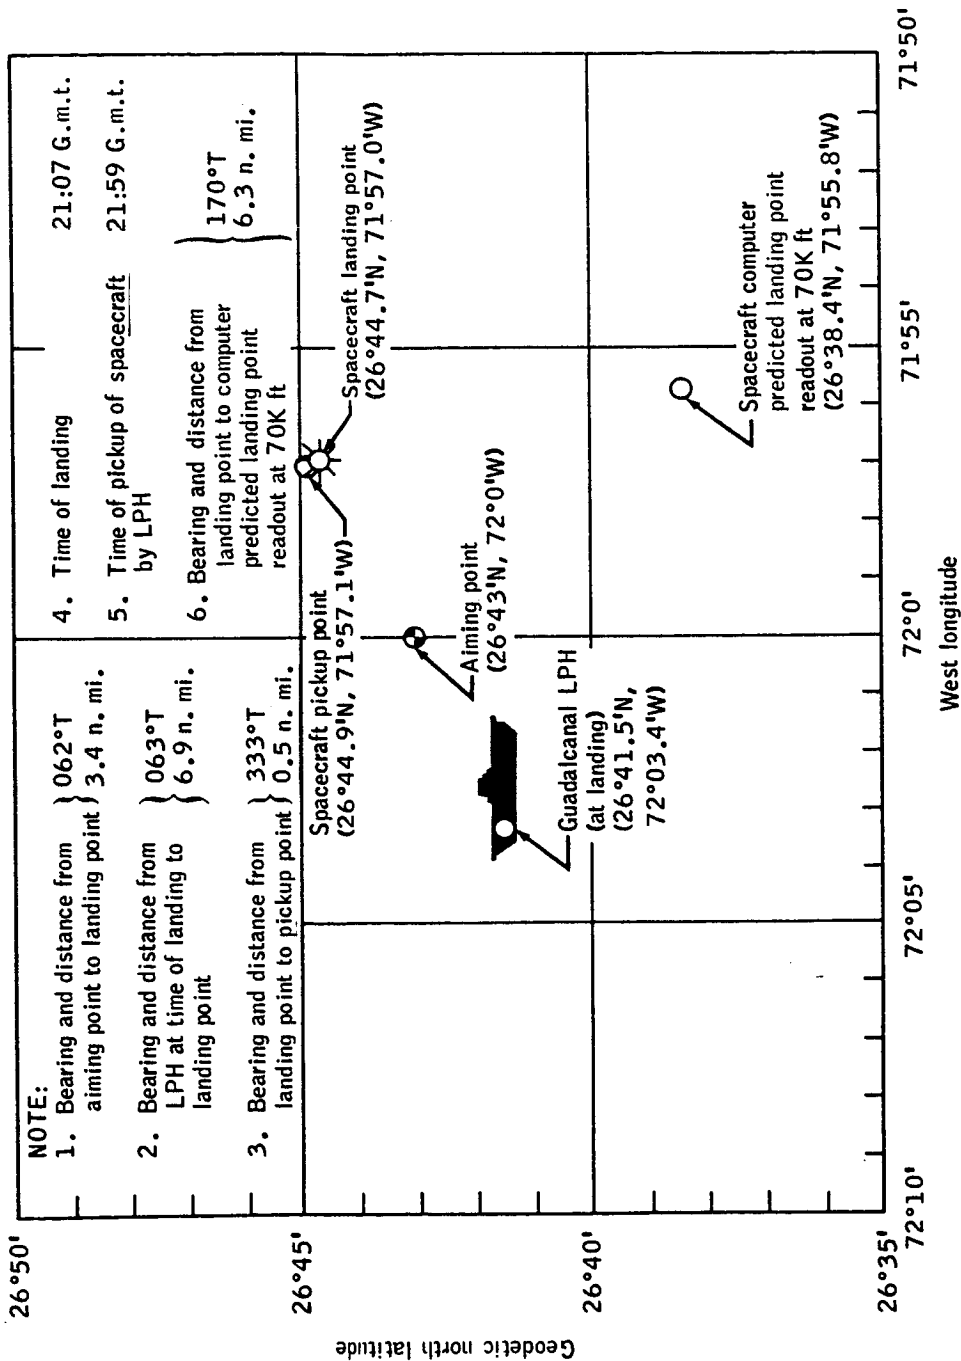 NOTE:
1. Bearing and distance from
aiming point to landing point
062°T
3.4 n. mi.
2. Bearing and distance from
LPH at time of landing to
landing point
063°T
6.9 n. mi.
3. Bearing and distance from
landing point to pickup point
333°T
0.5 n. mi.
4. Time of landing 21:07 G.m.t.
5. Time of pickup of spacecraft 21:59 G.m.t.
by LPH
6. Bearing and distance from
landing point to computer
predicted landing point
readout at 70K ft
170°T
6.3 n. mi.
Spacecraft pickup point
(26°44.9'N, 71°57.1'W)
Spacecraft landing point
(26°44.7'N, 71°57.0'W)
Aiming point
(26°43'N, 72°0'W)
Guadalcanal LPH
(at landing)
(26°41.5'N,
72°03.4'W)
Spacecraft computer
predicted landing point
readout at 70K ft
(26°38.4'N, 71°55.8'W)
26°50'
26°45'
26°40'
26°35'
Geodetic north latitude
72°10'
72°05'
72°0'
71°55'
71°50'
West longitude